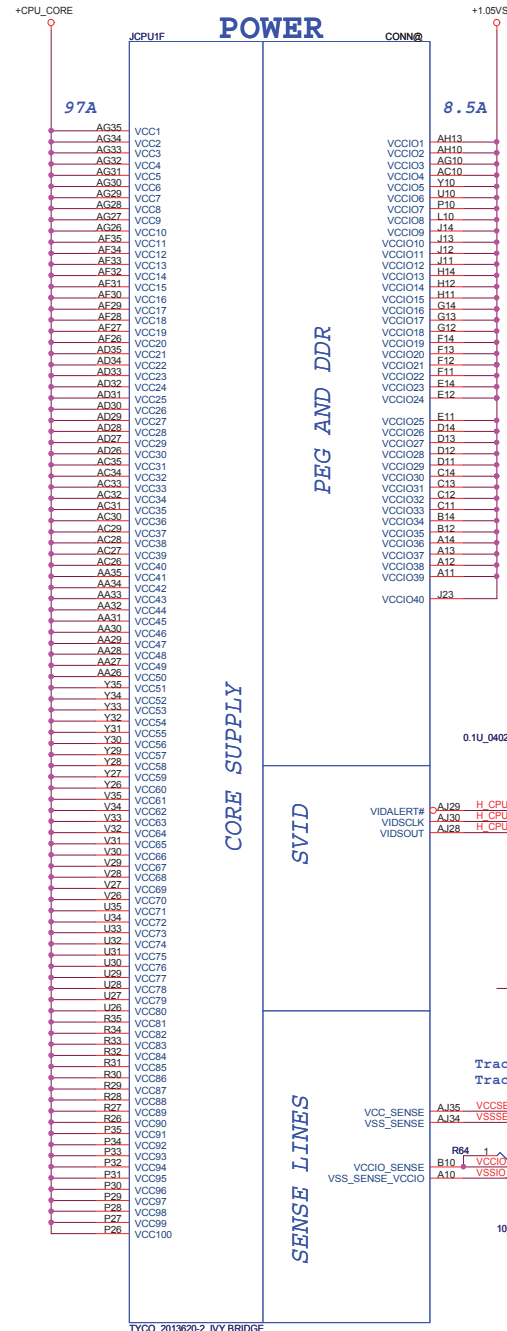 +CPU_CORE
+1.05VS
POWER
JCPU1F
CONN@
97A
8.5A
AG35 VCC1
AG34 VCC2
AG33 VCC3
AG32 VCC4
AG31 VCC5
AG30 VCC6
AG29 VCC7
AG28 VCC8
AG27 VCC9
AG26 VCC10
AF35 VCC11
AF34 VCC12
AF33 VCC13
AF32 VCC14
AF31 VCC15
AF30 VCC16
AF29 VCC17
AF28 VCC18
AF27 VCC19
AF26 VCC20
AD35 VCC21
AD34 VCC22
AD33 VCC23
AD32 VCC24
AD31 VCC25
AD30 VCC26
AD29 VCC27
AD28 VCC28
AD27 VCC29
AD26 VCC30
AC35 VCC31
AC34 VCC32
AC33 VCC33
AC32 VCC34
AC31 VCC35
AC30 VCC36
AC29 VCC37
AC28 VCC38
AC27 VCC39
AC26 VCC40
AA35 VCC41
AA34 VCC42
AA33 VCC43
AA32 VCC44
AA31 VCC45
AA30 VCC46
AA29 VCC47
AA28 VCC48
AA27 VCC49
AA26 VCC50
Y35 VCC51
Y34 VCC52
Y33 VCC53
Y32 VCC54
Y31 VCC55
Y30 VCC56
Y29 VCC57
Y28 VCC58
Y27 VCC59
Y26 VCC60
V35 VCC61
V34 VCC62
V33 VCC63
V32 VCC64
V31 VCC65
V30 VCC66
V29 VCC67
V28 VCC68
V27 VCC69
V26 VCC70
U35 VCC71
U34 VCC72
U33 VCC73
U32 VCC74
U31 VCC75
U30 VCC76
U29 VCC77
U28 VCC78
U27 VCC79
U26 VCC80
R35 VCC81
R34 VCC82
R33 VCC83
R32 VCC84
R31 VCC85
R30 VCC86
R29 VCC87
R28 VCC88
R27 VCC89
R26 VCC90
P35 VCC91
P34 VCC92
P33 VCC93
P32 VCC94
P31 VCC95
P30 VCC96
P29 VCC97
P28 VCC98
P27 VCC99
P26 VCC100
CORE SUPPLY
PEG AND DDR
VCCIO1 AH13
VCCIO2 AH10
VCCIO3 AG10
VCCIO4 AC10
VCCIO5 Y10
VCCIO6 U10
VCCIO7 P10
VCCIO8 L10
VCCIO9 J14
VCCIO10 J13
VCCIO11 J12
VCCIO12 J11
VCCIO13 H14
VCCIO14 H12
VCCIO15 H11
VCCIO16 G14
VCCIO17 G13
VCCIO18 G12
VCCIO19 F14
VCCIO20 F13
VCCIO21 F12
VCCIO22 F11
VCCIO23 E14
VCCIO24 E12
VCCIO25 E11
VCCIO26 D14
VCCIO27 D13
VCCIO28 D12
VCCIO29 D11
VCCIO30 C14
VCCIO31 C13
VCCIO32 C12
VCCIO33 C11
VCCIO34 B14
VCCIO35 B12
VCCIO36 A14
VCCIO37 A13
VCCIO38 A12
VCCIO39 A11
VCCIO40 J23
0.1U_0402
SVID
VIDALERT# AJ29 H_CPU
VIDSCLK AJ30 H_CPU
VIDSOUT AJ28 H_CPU
Trac
Trac
SENSE LINES
VCC_SENSE AJ35 VCCSE
VSS_SENSE AJ34 VSSSE
R64 1
VCCIO_SENSE B10 VCCIO
VSS_SENSE_VCCIO A10 VSSIO
10
TYCO_2013620-2_IVY BRIDGE